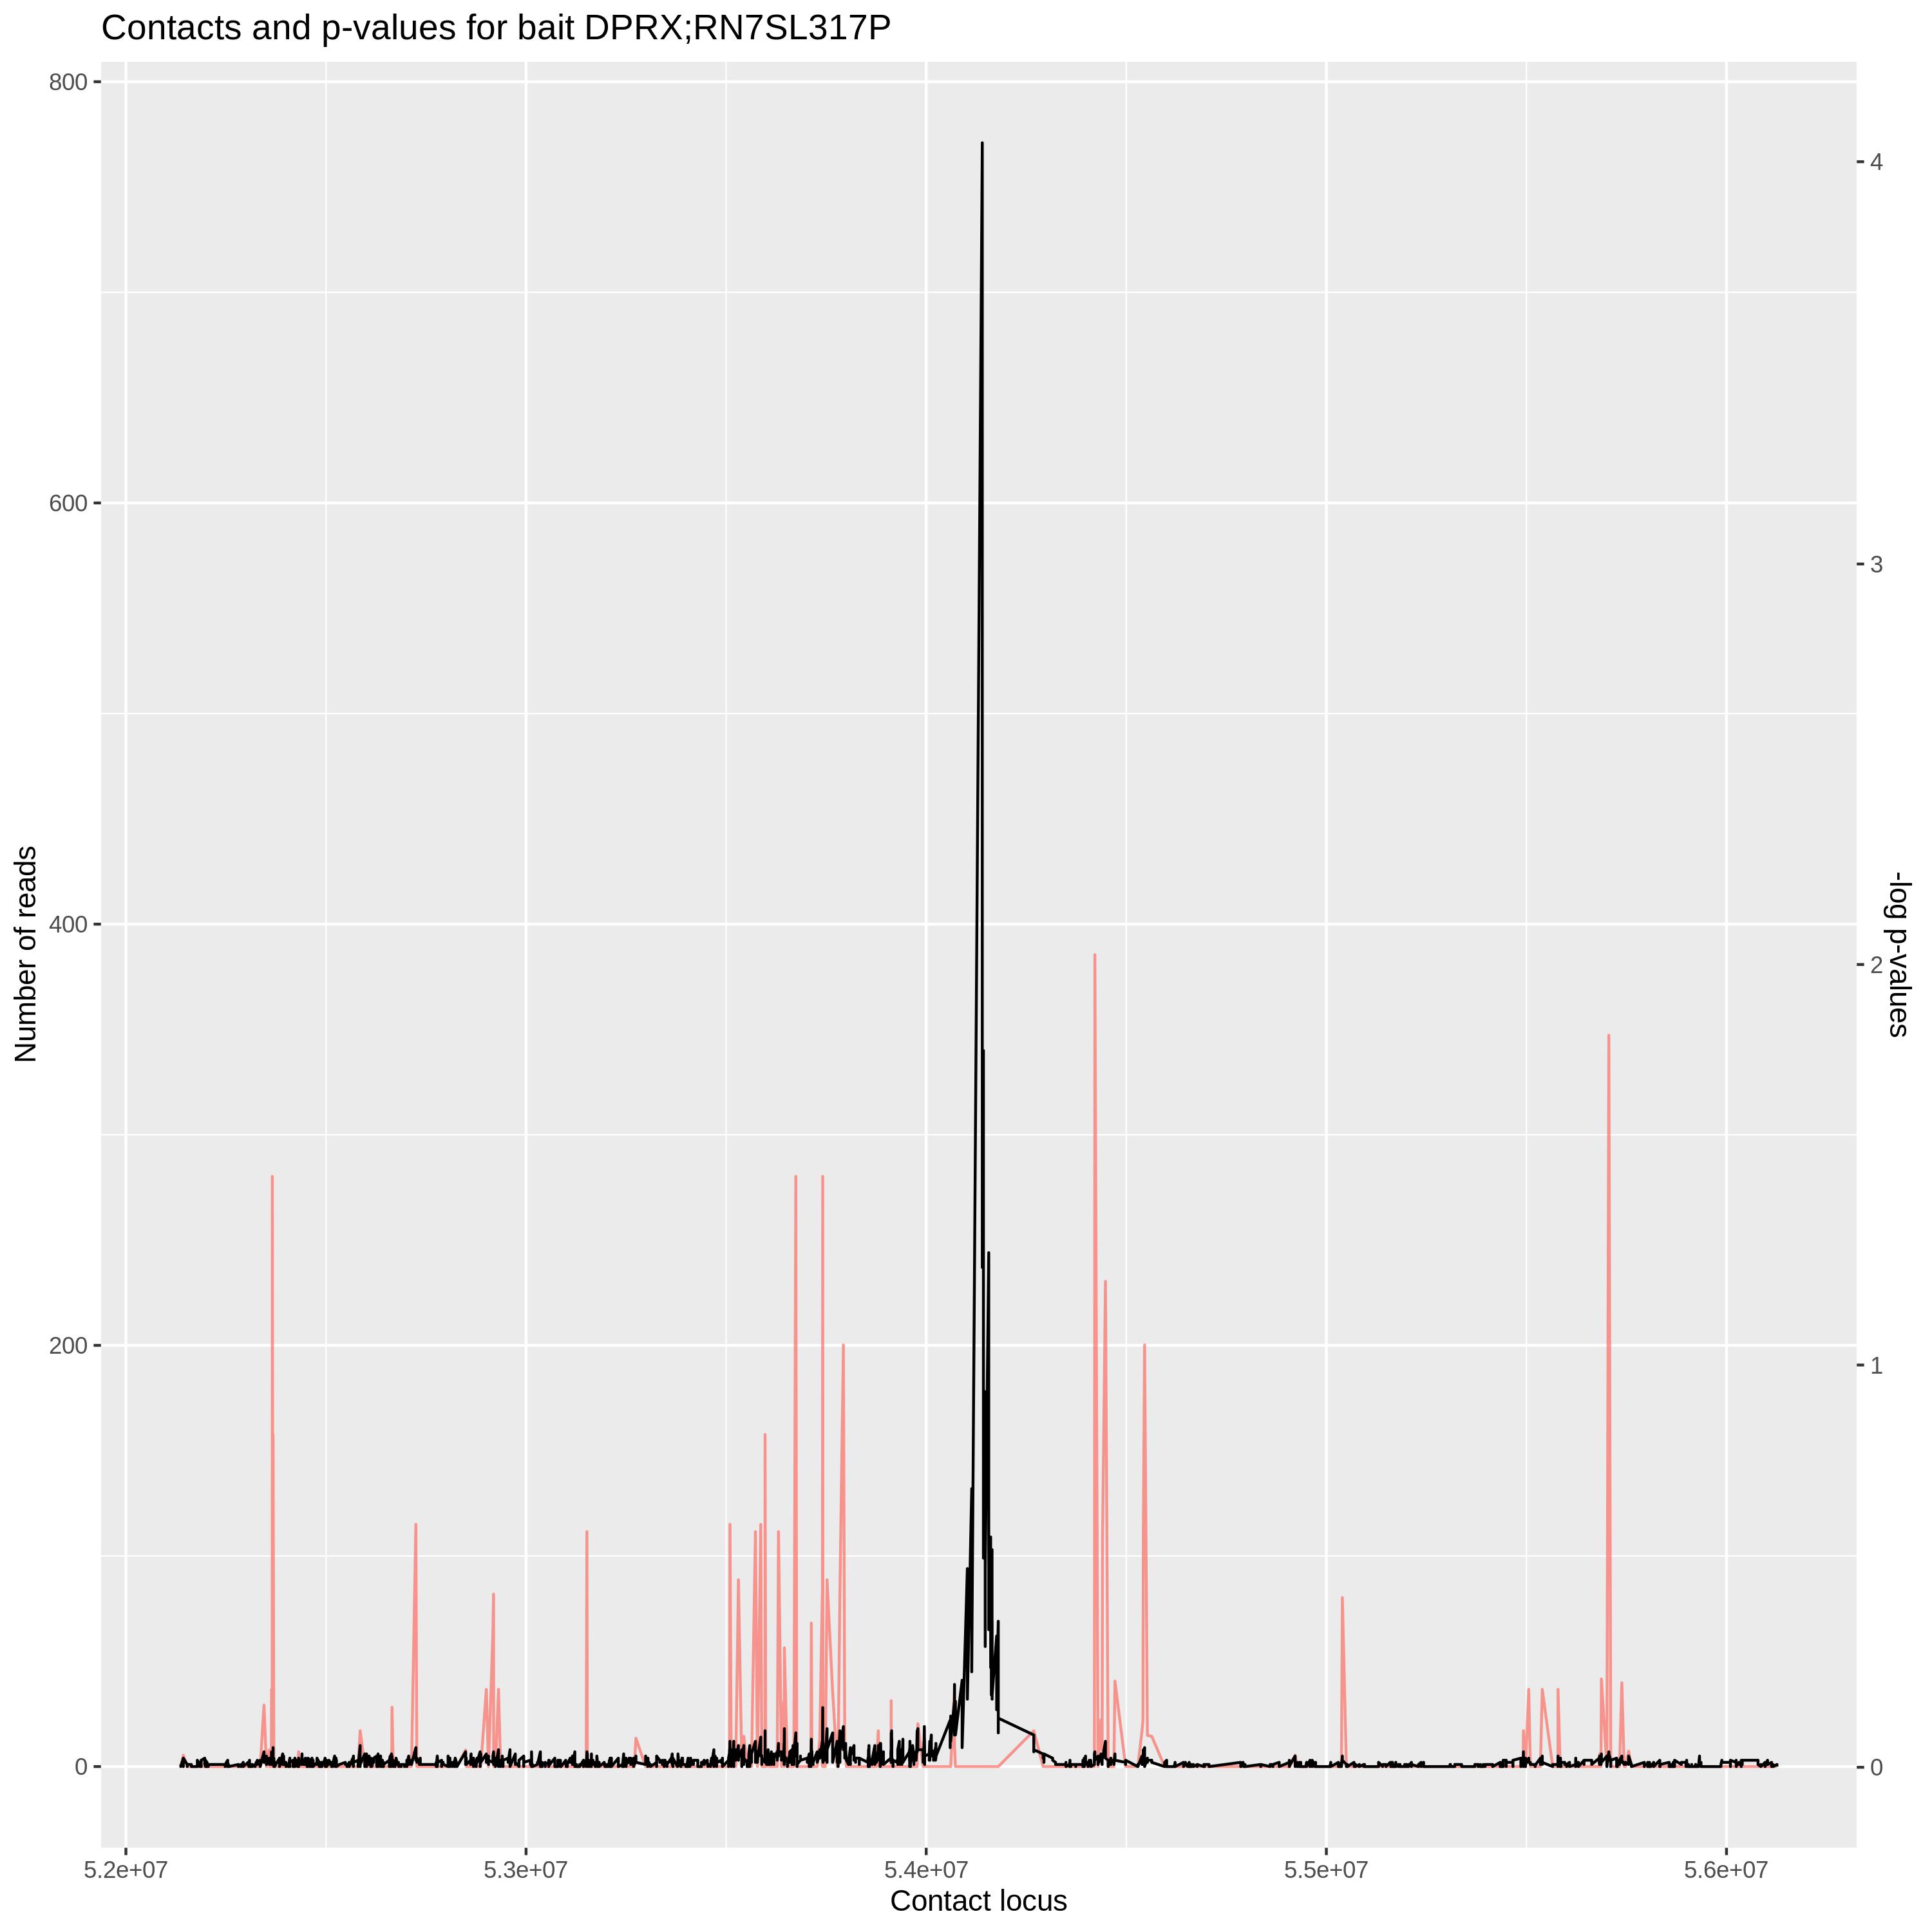 Contacts and p-values for bait DPRX;RN7SL317P
800
600
400
200
0
Number of reads
4
3
2
1
0
-log p-values
5.2e+07
5.3e+07
5.4e+07
5.5e+07
5.6e+07
Contact locus